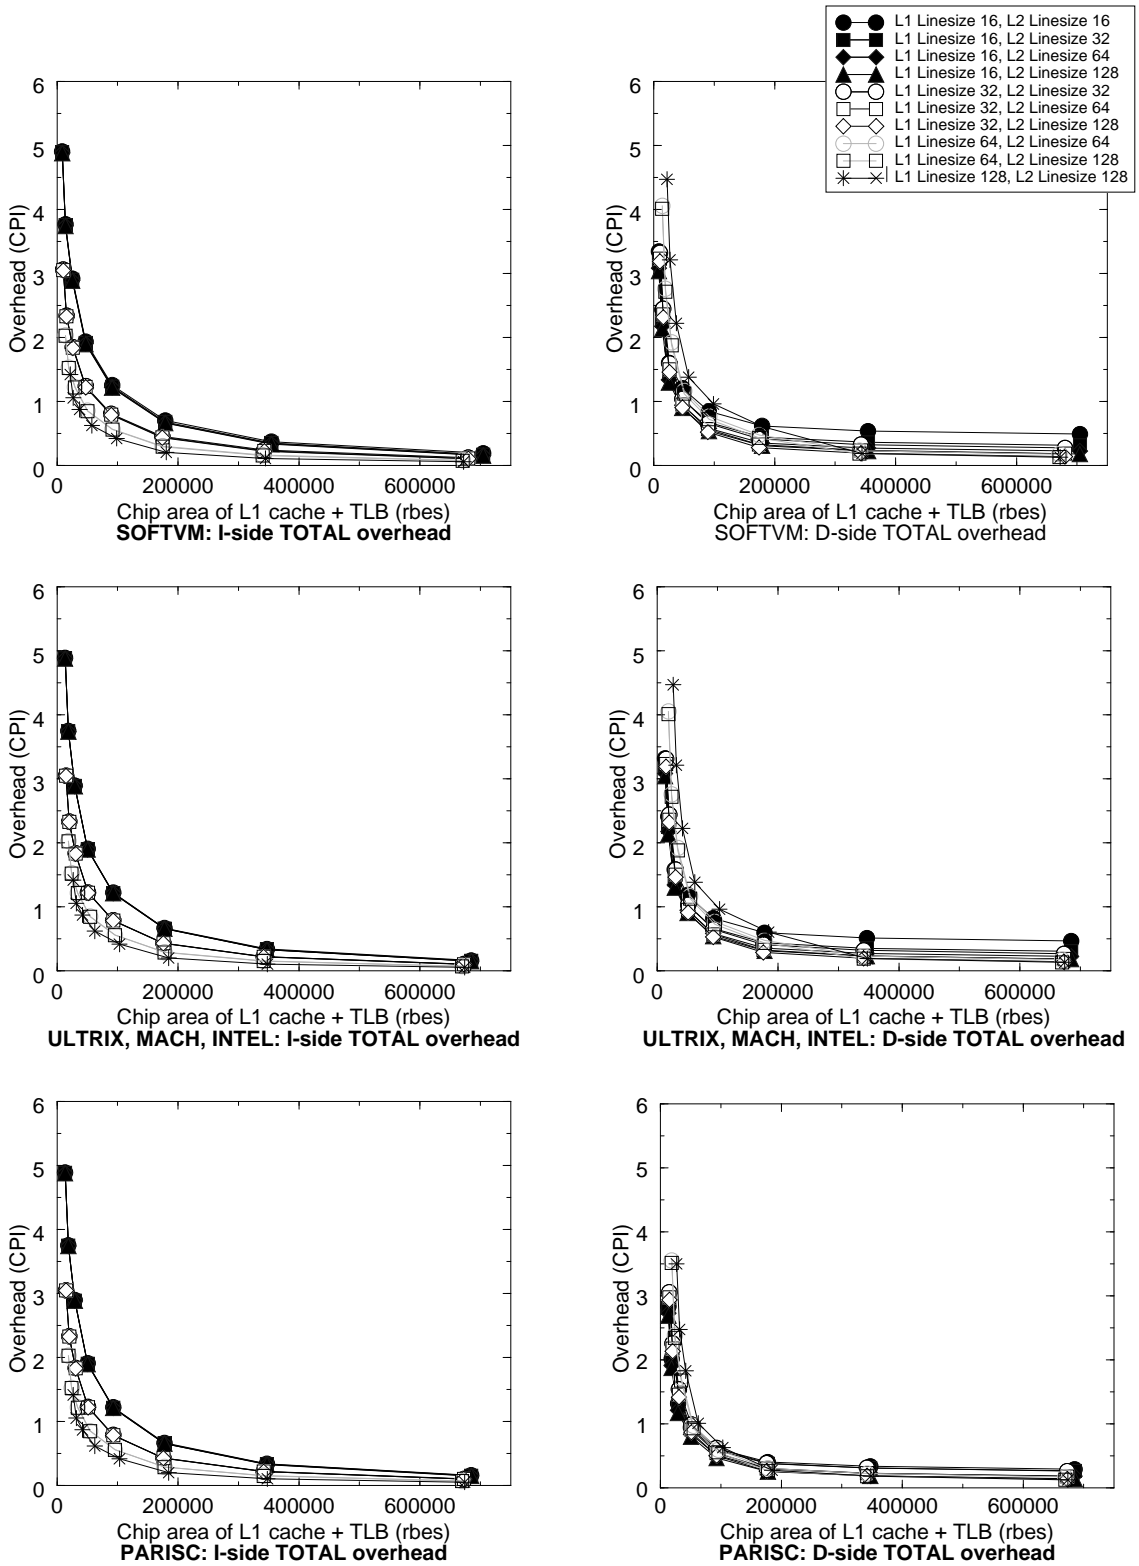 L1 Linesize 16, L2 Linesize 16
L1 Linesize 16, L2 Linesize 32
L1 Linesize 16, L2 Linesize 64
L1 Linesize 16, L2 Linesize 128
L1 Linesize 32, L2 Linesize 32
L1 Linesize 32, L2 Linesize 64
L1 Linesize 32, L2 Linesize 128
L1 Linesize 64, L2 Linesize 64
L1 Linesize 64, L2 Linesize 128
L1 Linesize 128, L2 Linesize 128
6
5
4
3
2
1
0
Overhead (CPI)
0 200000 400000 600000
Chip area of L1 cache + TLB (rbes)
SOFTVM: I-side TOTAL overhead
6
5
4
3
2
1
0
Overhead (CPI)
0 200000 400000 600000
Chip area of L1 cache + TLB (rbes)
SOFTVM: D-side TOTAL overhead
6
5
4
3
2
1
0
Overhead (CPI)
0 200000 400000 600000
Chip area of L1 cache + TLB (rbes)
ULTRIX, MACH, INTEL: I-side TOTAL overhead
6
5
4
3
2
1
0
Overhead (CPI)
0 200000 400000 600000
Chip area of L1 cache + TLB (rbes)
ULTRIX, MACH, INTEL: D-side TOTAL overhead
6
5
4
3
2
1
0
Overhead (CPI)
0 200000 400000 600000
Chip area of L1 cache + TLB (rbes)
PARISC: I-side TOTAL overhead
6
5
4
3
2
1
0
Overhead (CPI)
0 200000 400000 600000
Chip area of L1 cache + TLB (rbes)
PARISC: D-side TOTAL overhead